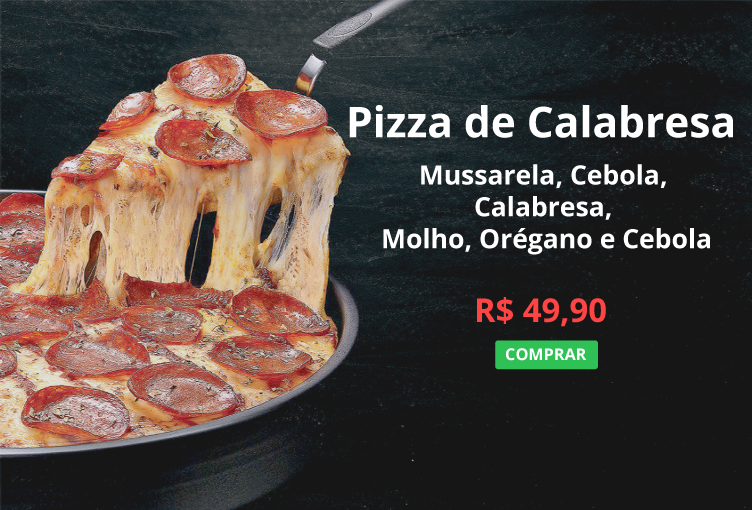 Pizza de Calabresa
Mussarela, Cebola,
Calabresa,
Molho, Orégano e Cebola
R$ 49,90
COMPRAR